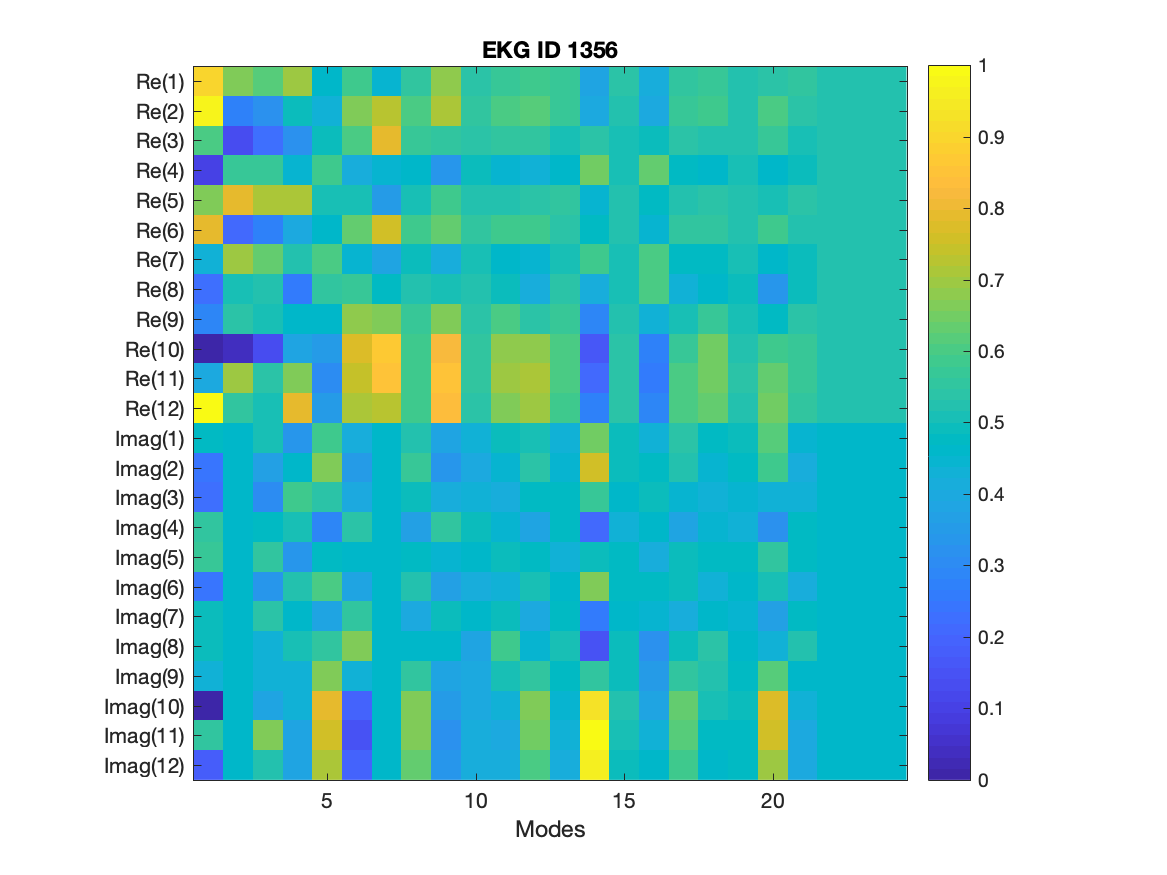 EKG ID 1356
Re(1)
Re(2)
Re(3)
Re(4)
Re(5)
Re(6)
Re(7)
Re(8)
Re(9)
Re(10)
Re(11)
Re(12)
Imag(1)
Imag(2)
Imag(3)
Imag(4)
Imag(5)
Imag(6)
Imag(7)
Imag(8)
Imag(9)
Imag(10)
Imag(11)
Imag(12)
5 10 15 20
Modes
1
0.9
0.8
0.7
0.6
0.5
0.4
0.3
0.2
0.1
0